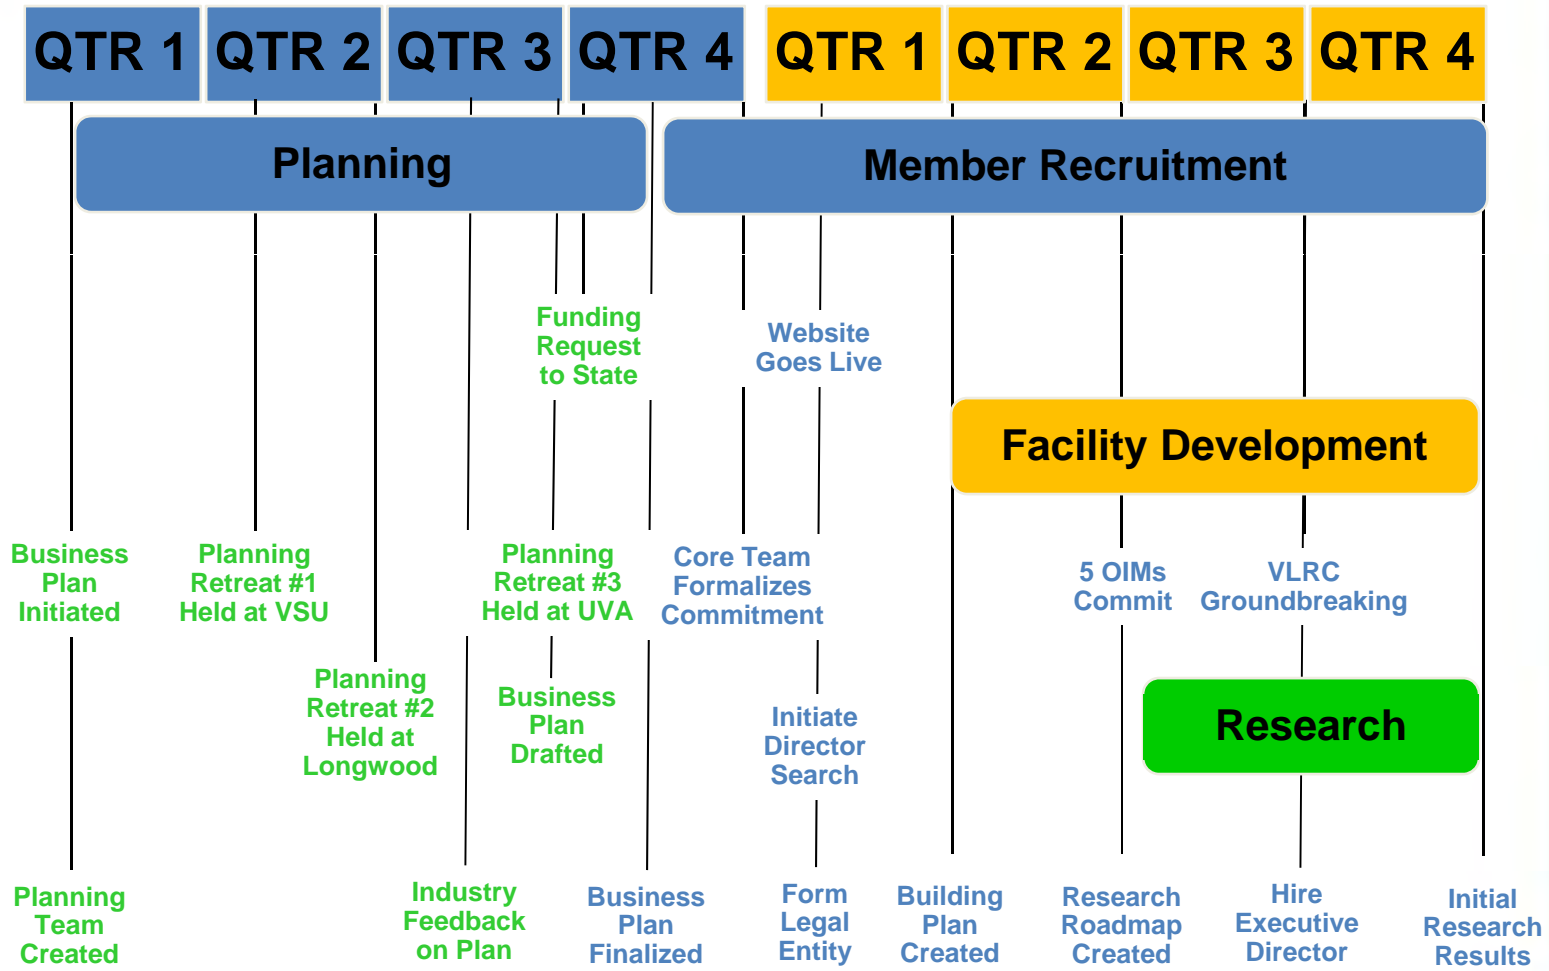 QTR 1
QTR 2
QTR 3
QTR 4
QTR 1
QTR 2
QTR 3
QTR 4
Planning
Member Recruitment
Funding
Request
to State
Website
Goes Live
Facility Development
Business
Plan
Initiated
Planning
Retreat #1
Held at VSU
Planning
Retreat #3
Held at UVA
Core Team
Formalizes
Commitment
5 OIMs
Commit
VLRC
Groundbreaking
Planning
Retreat #2
Held at
Longwood
Business
Plan
Drafted
Initiate
Director
Search
Research
Planning
Team
Created
Industry
Feedback
on Plan
Business
Plan
Finalized
Form
Legal
Entity
Building
Plan
Created
Research
Roadmap
Created
Hire
Executive
Director
Initial
Research
Results